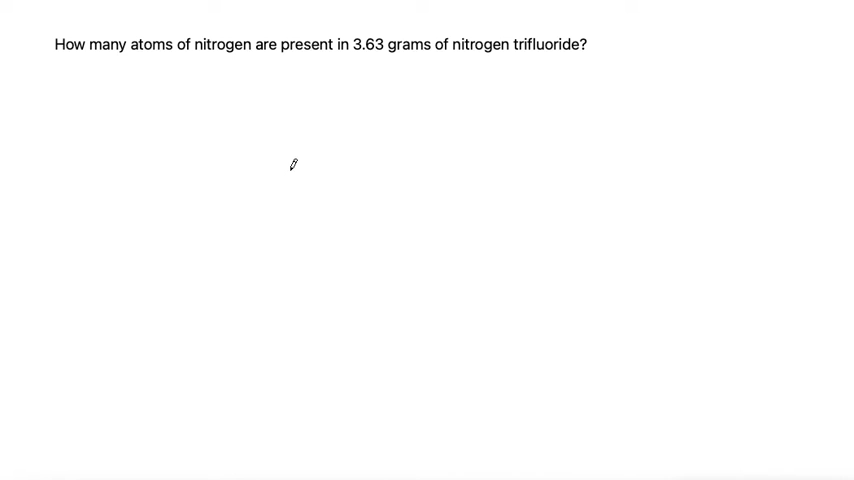 How many atoms of nitrogen are present in 3.63 grams of nitrogen trifluoride?